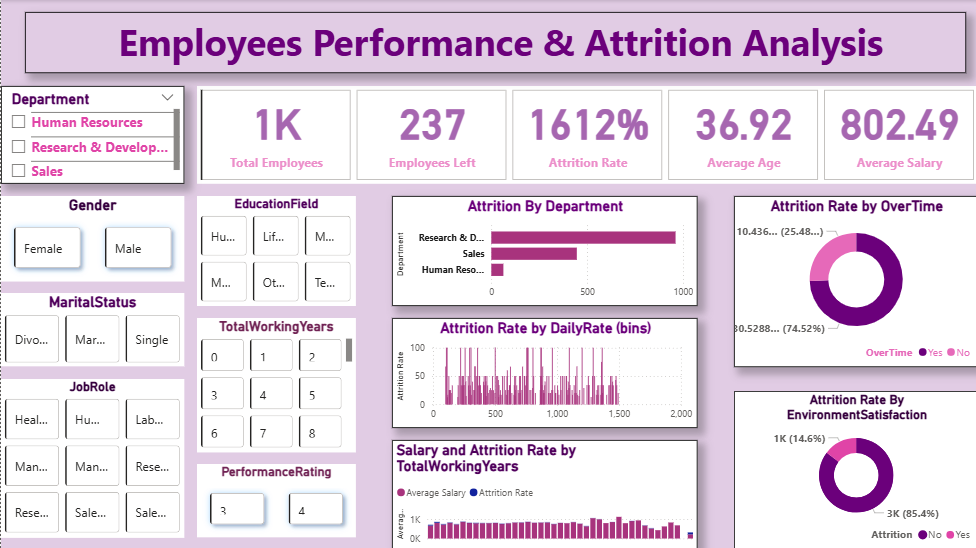 Employees Performance & Attrition Analysis
Department
Human Resources
Research & Develop...
Sales
1K
Total Employees
237
Employees Left
1612%
Attrition Rate
36.92
Average Age
802.49
Average Salary
Gender
Female
Male
MaritalStatus
Divo...
Mar...
Single
JobRole
Heal...
Hu...
Lab...
Man...
Man...
Rese...
Rese...
Sale...
Sale...
EducationField
Hu...
Lif...
M...
M...
Ot...
Te...
TotalWorkingYears
0
1
2
3
4
5
6
7
8
PerformanceRating
3
4
Attrition By Department
Department
Research & D...
Sales
Human Reso...
0
500
1000
Attrition Rate by DailyRate (bins)
Attrition Rate
100
50
0
0
500
1,000
1,500
2,000
Salary and Attrition Rate by
TotalWorkingYears
Average Salary
Attrition Rate
Averag...
1K
0K
Attrition Rate by OverTime
10.436... (25.48...)
30.5288... (74.52%)
OverTime
Yes
No
Attrition Rate By
EnvironmentSatisfaction
1K (14.6%)
3K (85.4%)
Attrition
No
Yes